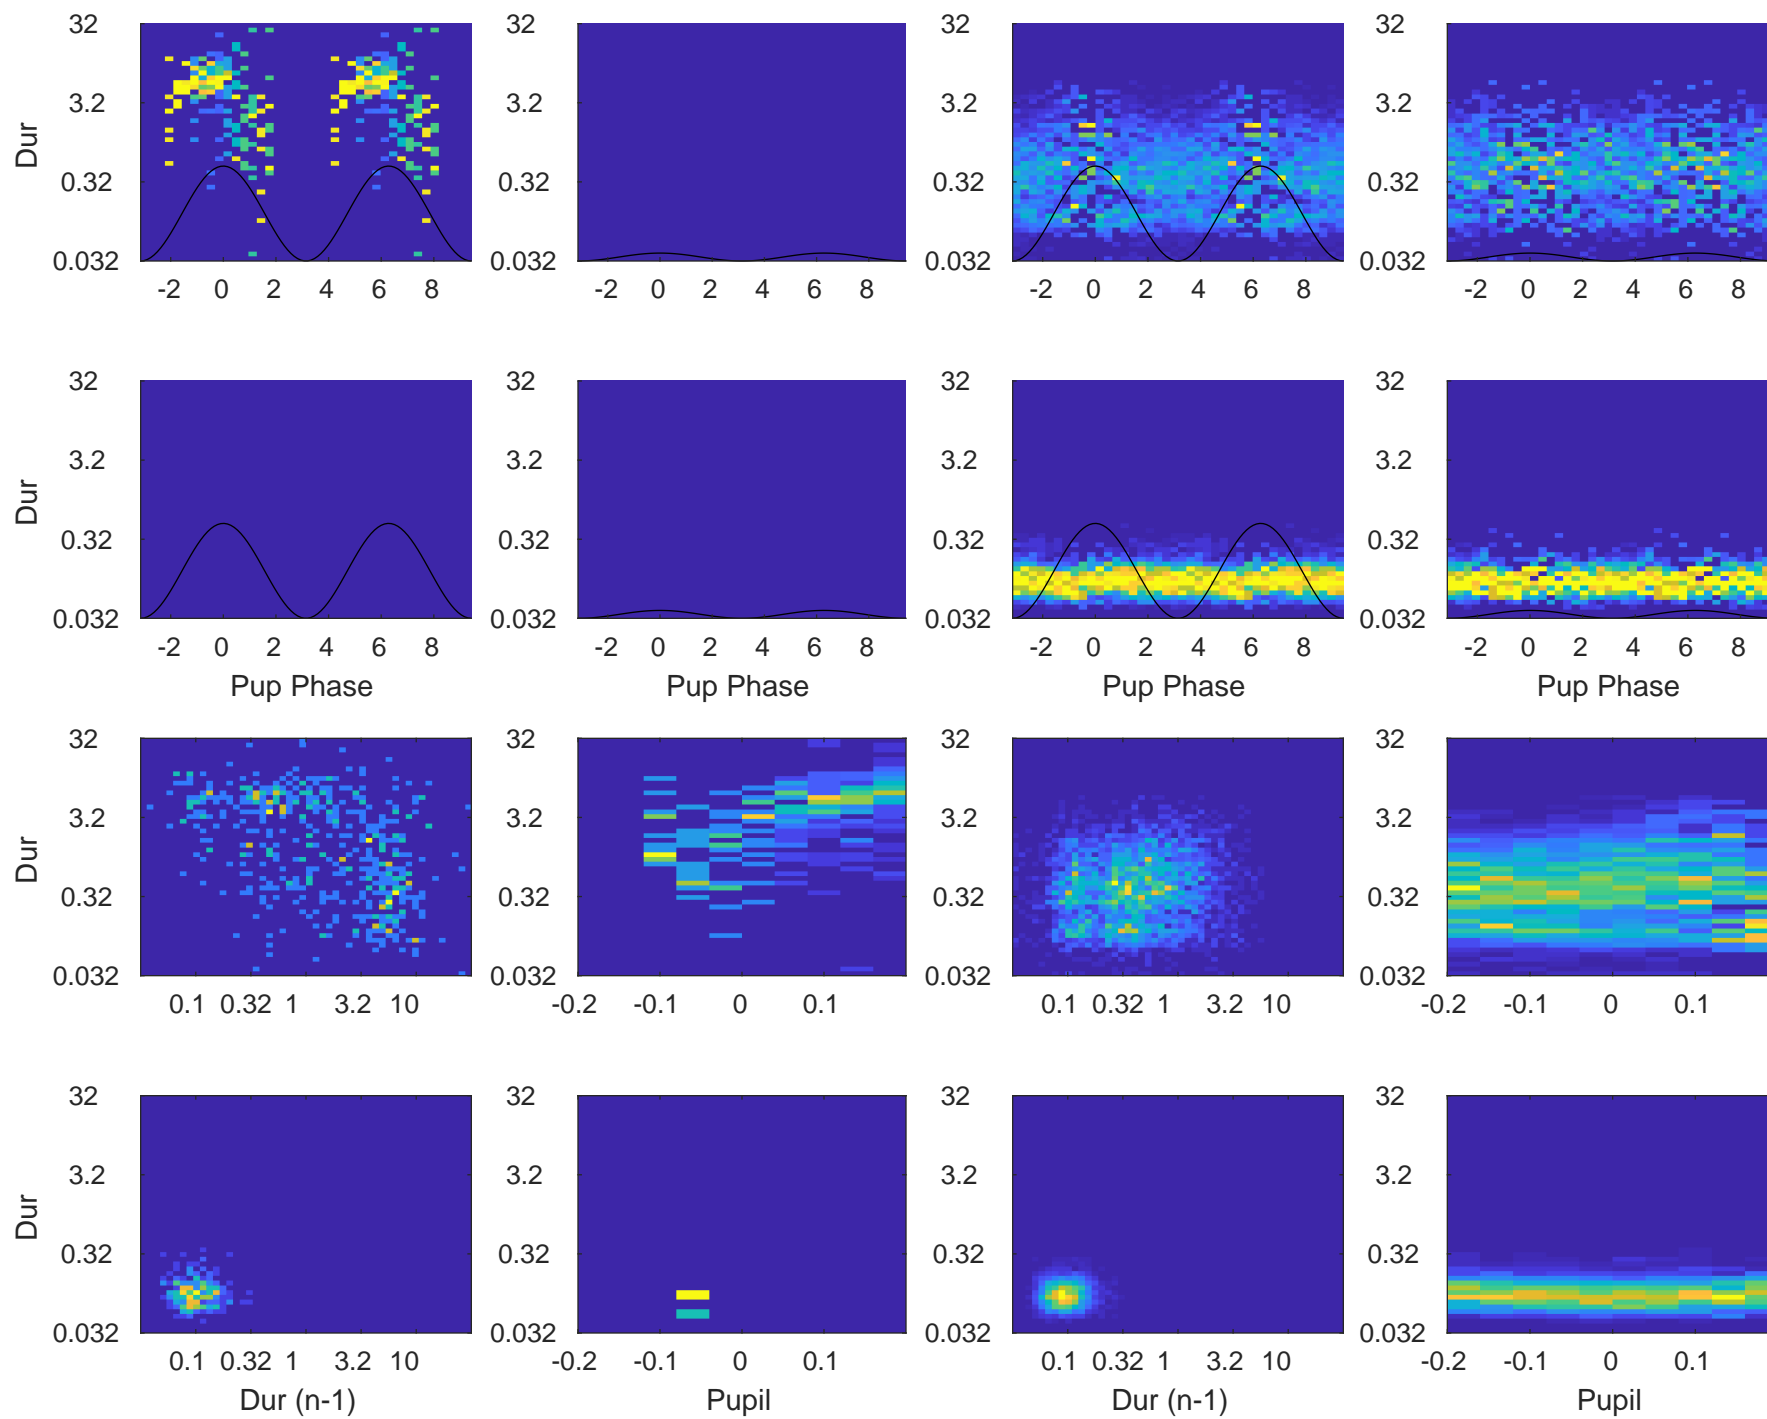 32 32 32 32
Dur 3.2 3.2 3.2 3.2
0.32 0.32 0.32 0.32
0.032 0.032 0.032 0.032
-2 0 2 4 6 8 -2 0 2 4 6 8 -2 0 2 4 6 8 -2 0 2 4 6 8
32 32 32 32
Dur 3.2 3.2 3.2 3.2
0.32 0.32 0.32 0.32
0.032 0.032 0.032 0.032
-2 0 2 4 6 8 -2 0 2 4 6 8 -2 0 2 4 6 8 -2 0 2 4 6 8
Pup Phase Pup Phase Pup Phase Pup Phase
32 32 32 32
Dur 3.2 3.2 3.2 3.2
0.32 0.32 0.32 0.32
0.032 0.032 0.032 0.032
0.1 0.32 1 3.2 10 -0.2 -0.1 0 0.1 0.1 0.32 1 3.2 10 -0.2 -0.1 0 0.1
32 32 32 32
Dur 3.2 3.2 3.2 3.2
0.32 0.32 0.32 0.32
0.032 0.032 0.032 0.032
0.1 0.32 1 3.2 10 -0.2 -0.1 0 0.1 0.1 0.32 1 3.2 10 -0.2 -0.1 0 0.1
Dur (n-1) Pupil Dur (n-1) Pupil